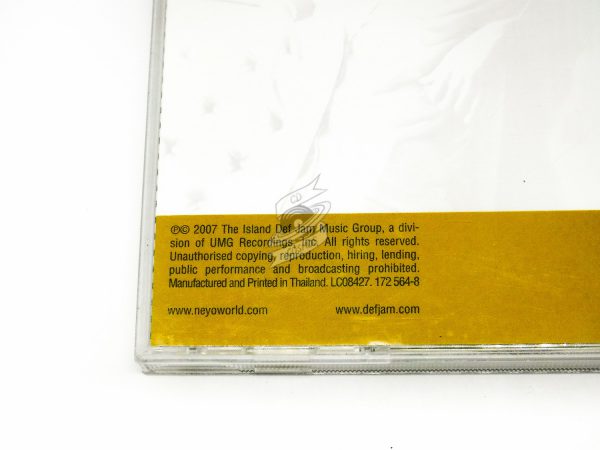 ℗© 2007 The Island Def Jam Music Group, a divi-
sion of UMG Recordings, Inc. All rights reserved.
Unauthorised copying, reproduction, hiring, lending,
public performance and broadcasting prohibited.
Manufactured and Printed in Thailand. LC08427. 172 564-8
www.neyoworld.com www.defjam.com
CD